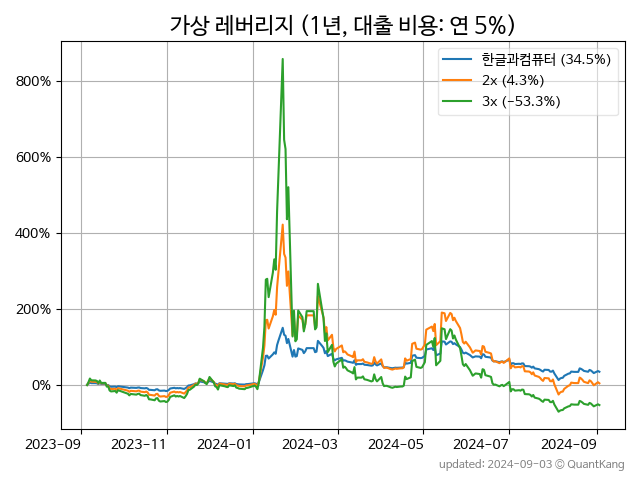 가상 레버리지 (1년, 대출 비용: 연 5%)
한글과컴퓨터 (34.5%)
2x (4.3%)
3x (-53.3%)
800%
600%
400%
200%
0%
2023-09 2023-11 2024-01 2024-03 2024-05 2024-07 2024-09
updated: 2024-09-03 © QuantKang